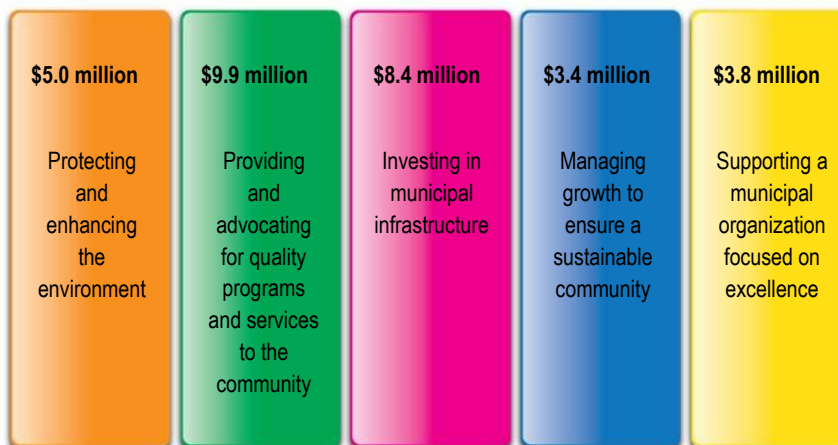 $5.0 million
Protecting
and
enhancing
the
environment
$9.9 million
Providing
and
advocating
for quality
programs
and services
to the
community
$8.4 million
Investing in
municipal
infrastructure
$3.4 million
Managing
growth to
ensure a
sustainable
community
$3.8 million
Supporting a
municipal
organization
focused on
excellence